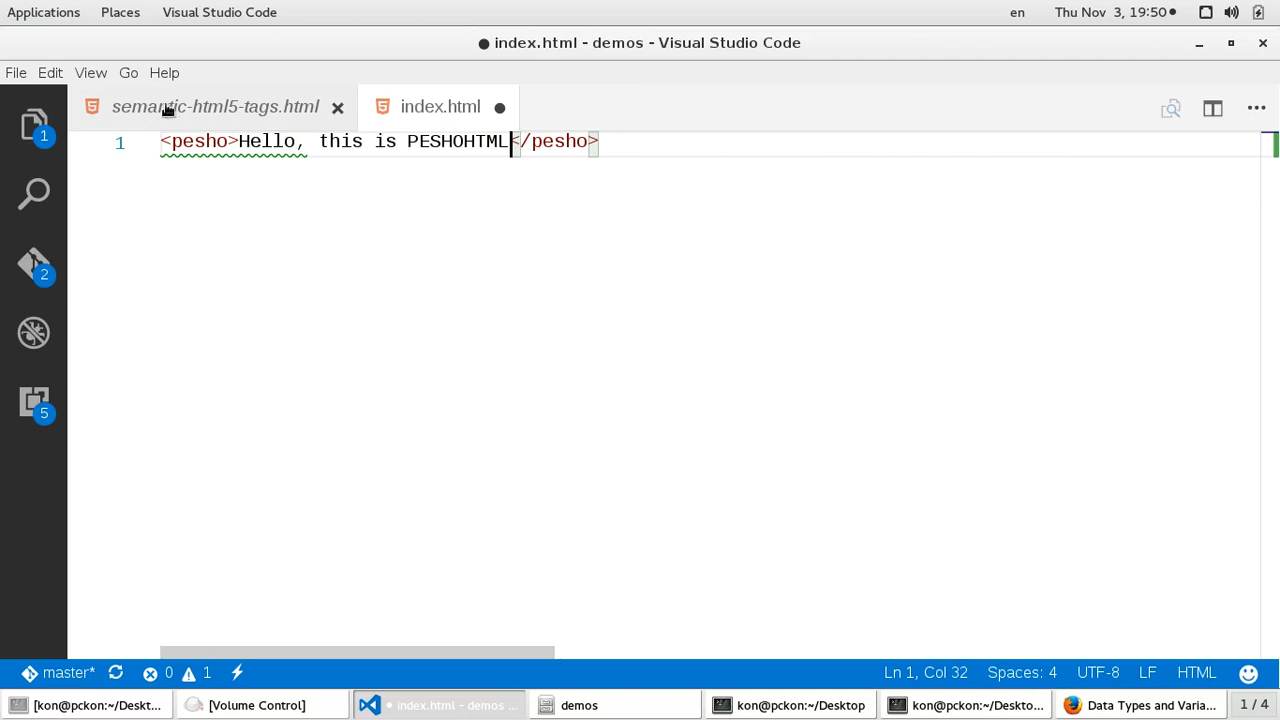 Applications Places Visual Studio Code en Thu Nov 3, 19:50
index.html - demos - Visual Studio Code
File Edit View Go Help
semantic-html5-tags.html index.html
1 <pesho>Hello, this is PESHOHTML</pesho>
1
2
5
master* 0 1 Ln 1, Col 32 Spaces: 4 UTF-8 LF HTML
[kon@pckon:~/Deskt... [Volume Control] index.html - demos ... demos kon@pckon:~/Desktop kon@pckon:~/Deskto... Data Types and Varia... 1 / 4